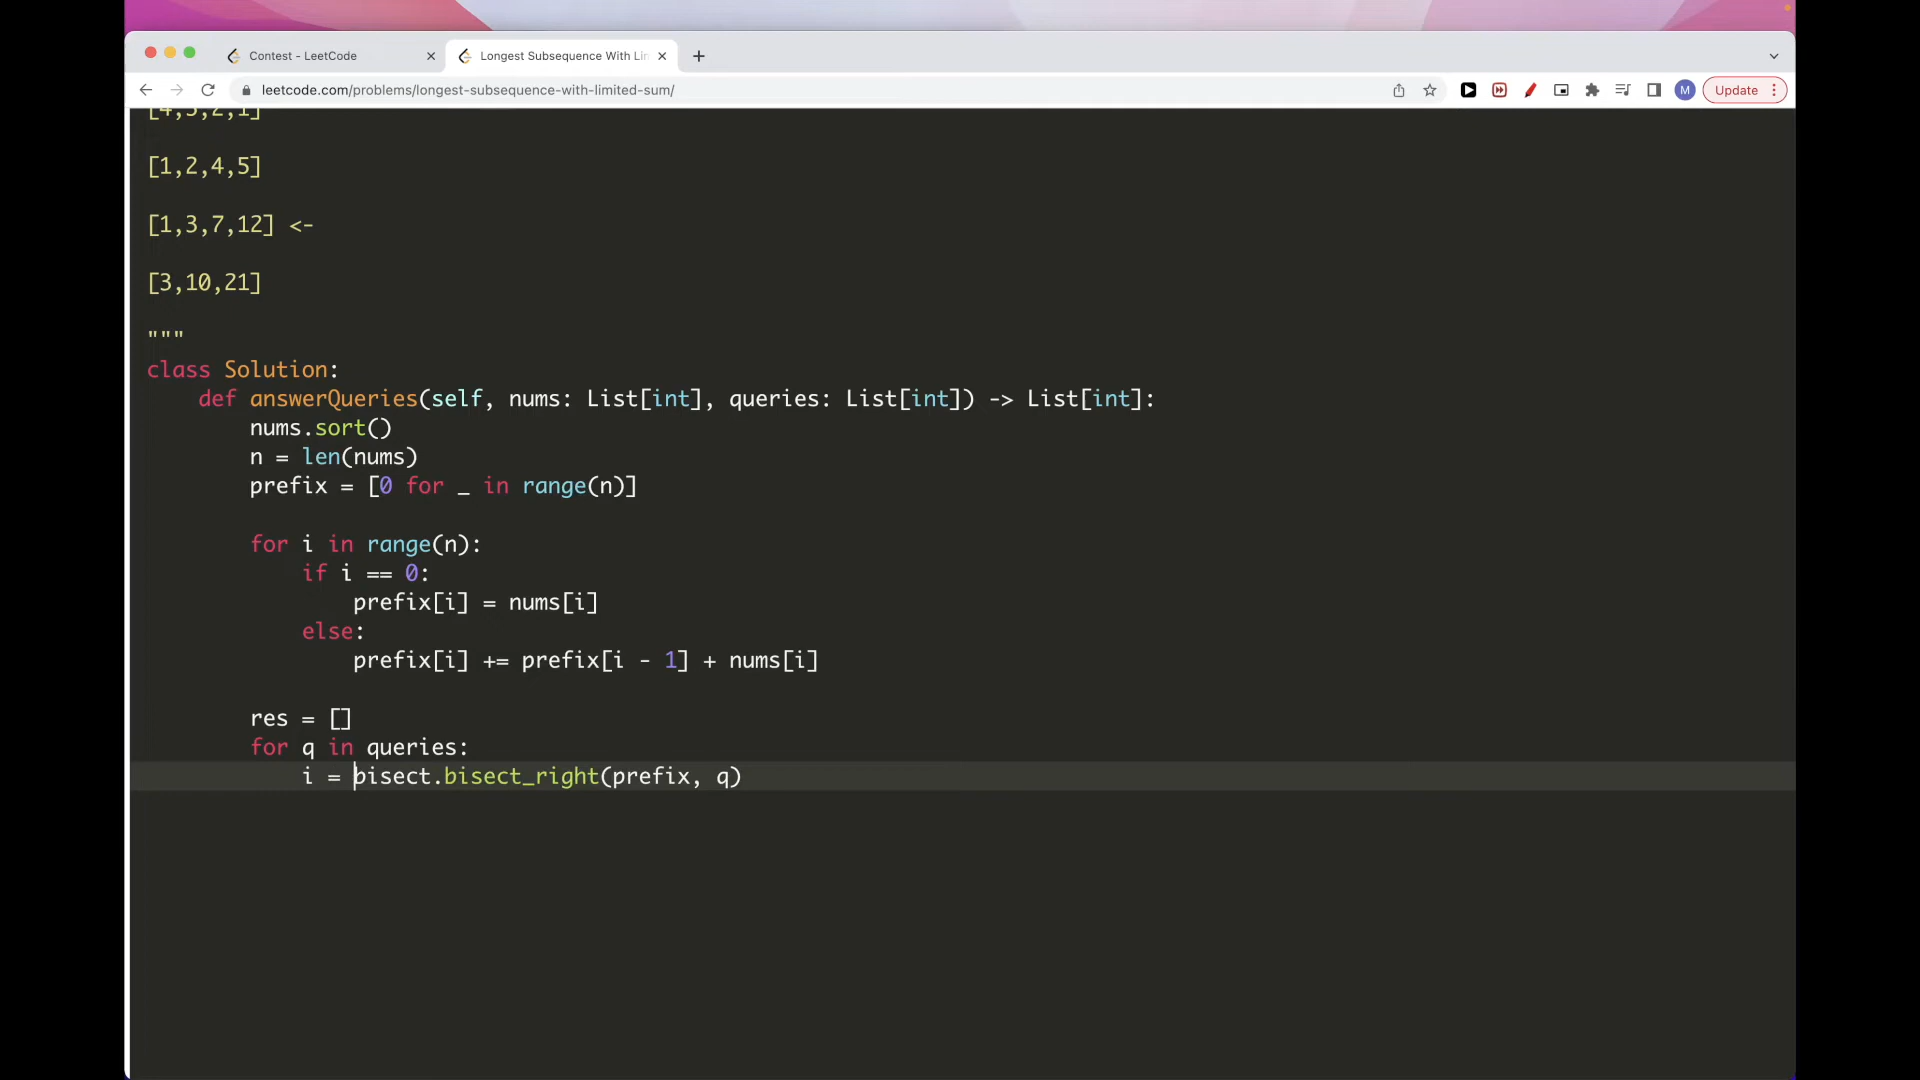 Contest - LeetCode
Longest Subsequence With Lin
leetcode.com/problems/longest-subsequence-with-limited-sum/
M
Update
[1,2,4,5]
[1,3,7,12] <-
[3,10,21]
"""
class Solution:
    def answerQueries(self, nums: List[int], queries: List[int]) -> List[int]:
        nums.sort()
        n = len(nums)
        prefix = [0 for _ in range(n)]
        for i in range(n):
            if i == 0:
                prefix[i] = nums[i]
            else:
                prefix[i] += prefix[i - 1] + nums[i]
        res = []
        for q in queries:
            i = bisect.bisect_right(prefix, q)